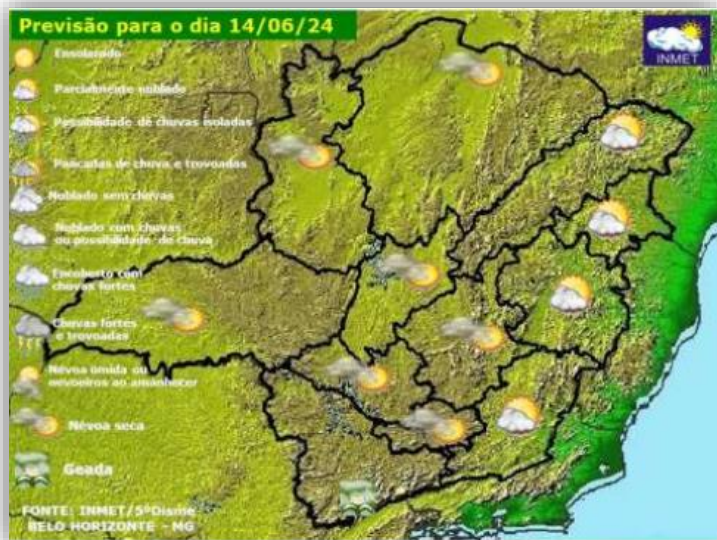 Previsão para o dia 14/06/24
INMET
Ensolarado
Parcialmente nublado
Possibilidade de chuvas isoladas
Pancadas de chuva e trovoadas
Nublado sem chuvas
Nublado com chuvas
ou possibilidade de chuva
Encoberto com
chuvas fortes
Chuvas fortes
e trovoadas
Névoa úmida ou
nevoeiros ao amanhecer
Névoa seca
Geada
FONTE: INMET/5ºDisme
BELO HORIZONTE - MG